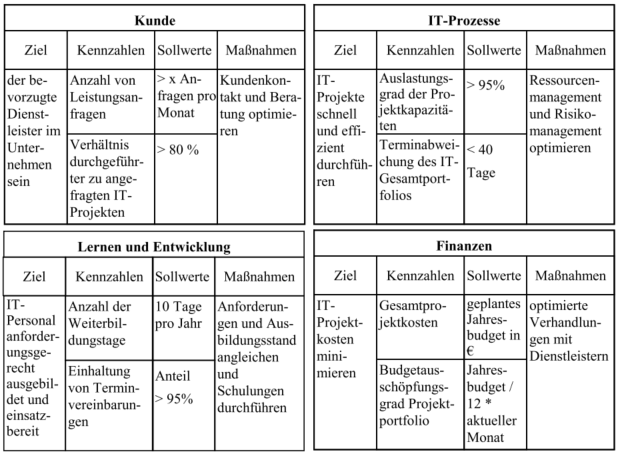 Kunde
Ziel
Kennzahlen
Sollwerte
Maßnahmen
der be-
vorzugte
Dienst-
leister im
Unter-
nehmen
sein
Anzahl von
Leistungsan-
fragen
> x An-
fragen pro
Monat
Verhältnis
durchgeführ-
ter zu ange-
fragten IT-
Projekten
> 80 %
Kundenkon-
takt und Bera-
tung optimie-
ren
IT-Prozesse
Ziel
Kennzahlen
Sollwerte
Maßnahmen
IT-
Projekte
schnell
und effi-
zient
durchfüh-
ren
Auslastungs-
grad der Pro-
jektkapazitä-
ten
> 95%
Terminabwei-
chung des IT-
Gesamtport-
folios
< 40
Tage
Ressourcen-
management
und Risiko-
management
optimieren
Lernen und Entwicklung
Ziel
Kennzahlen
Sollwerte
Maßnahmen
IT-
Personal
anforder-
ungsge-
recht
ausgebil-
det und
einsatz-
bereit
Anzahl der
Weiterbil-
dungstage
10 Tage
pro Jahr
Einhaltung
von Termin-
vereinbarun-
gen
Anteil
> 95%
Anforderun-
gen und Aus-
bildungsstand
angleichen
und
Schulungen
durchführen
Finanzen
Ziel
Kennzahlen
Sollwerte
Maßnahmen
IT-
Projekt-
kosten
mini-
mieren
Gesamtpro-
jektkosten
geplantes
Jahres-
budget in
€
Budgetaus-
schöpfungs-
grad Projekt-
portfolio
Jahres-
budget /
12 *
aktueller
Monat
optimierte
Verhandlun-
gen mit
Dienstleistern